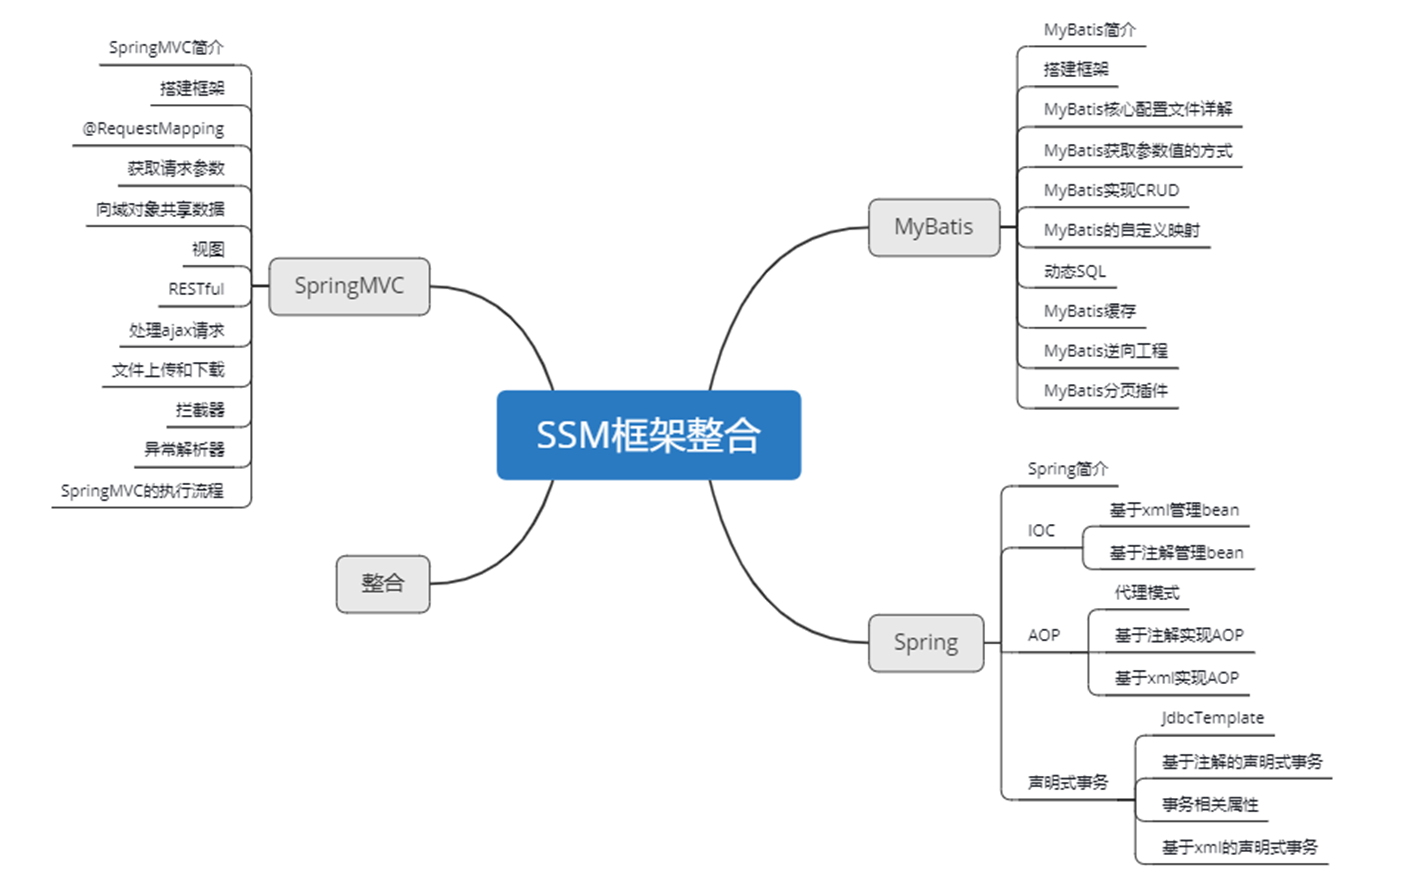 SSM框架整合
MyBatis
MyBatis简介
搭建框架
MyBatis核心配置文件详解
MyBatis获取参数值的方式
MyBatis实现CRUD
MyBatis的自定义映射
动态SQL
MyBatis缓存
MyBatis逆向工程
MyBatis分页插件
Spring
Spring简介
IOC
基于xml管理bean
基于注解管理bean
AOP
代理模式
基于注解实现AOP
基于xml实现AOP
声明式事务
JdbcTemplate
基于注解的声明式事务
事务相关属性
基于xml的声明式事务
SpringMVC
SpringMVC简介
搭建框架
@RequestMapping
获取请求参数
向域对象共享数据
视图
RESTful
处理ajax请求
文件上传和下载
拦截器
异常解析器
SpringMVC的执行流程
整合